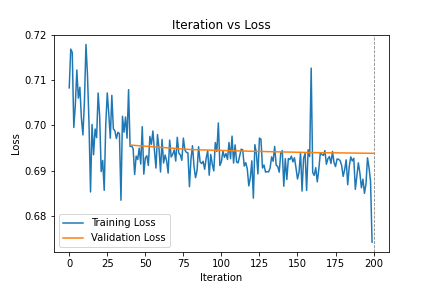 Iteration vs Loss
0.72
0.71
0.70
0.69
0.68
Loss
Training Loss
Validation Loss
0 25 50 75 100 125 150 175 200
Iteration